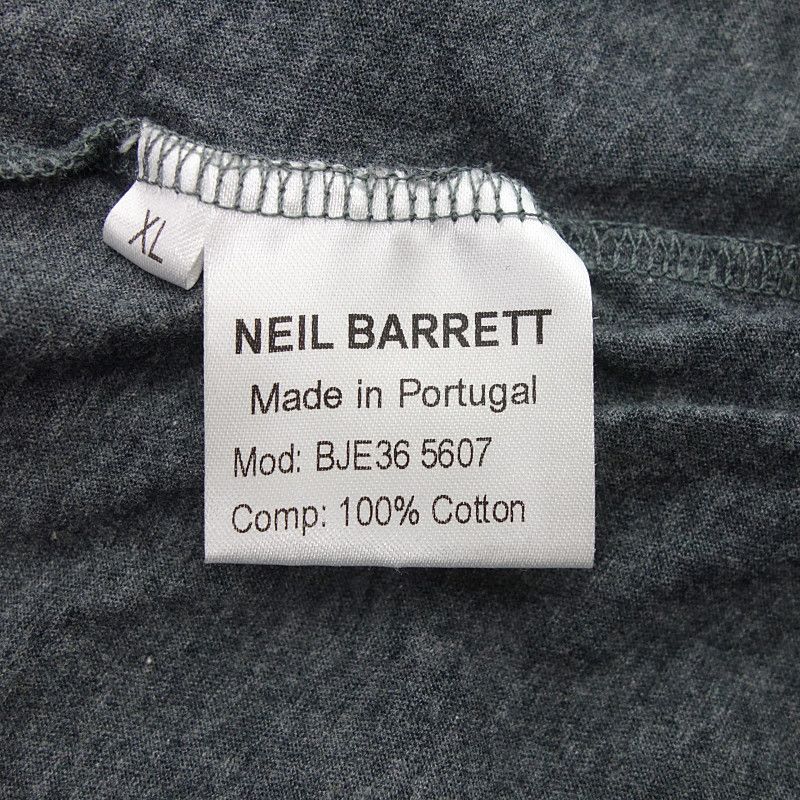 XL
NEIL BARRETT
Made in Portugal
Mod: BJE36 5607
Comp: 100% Cotton